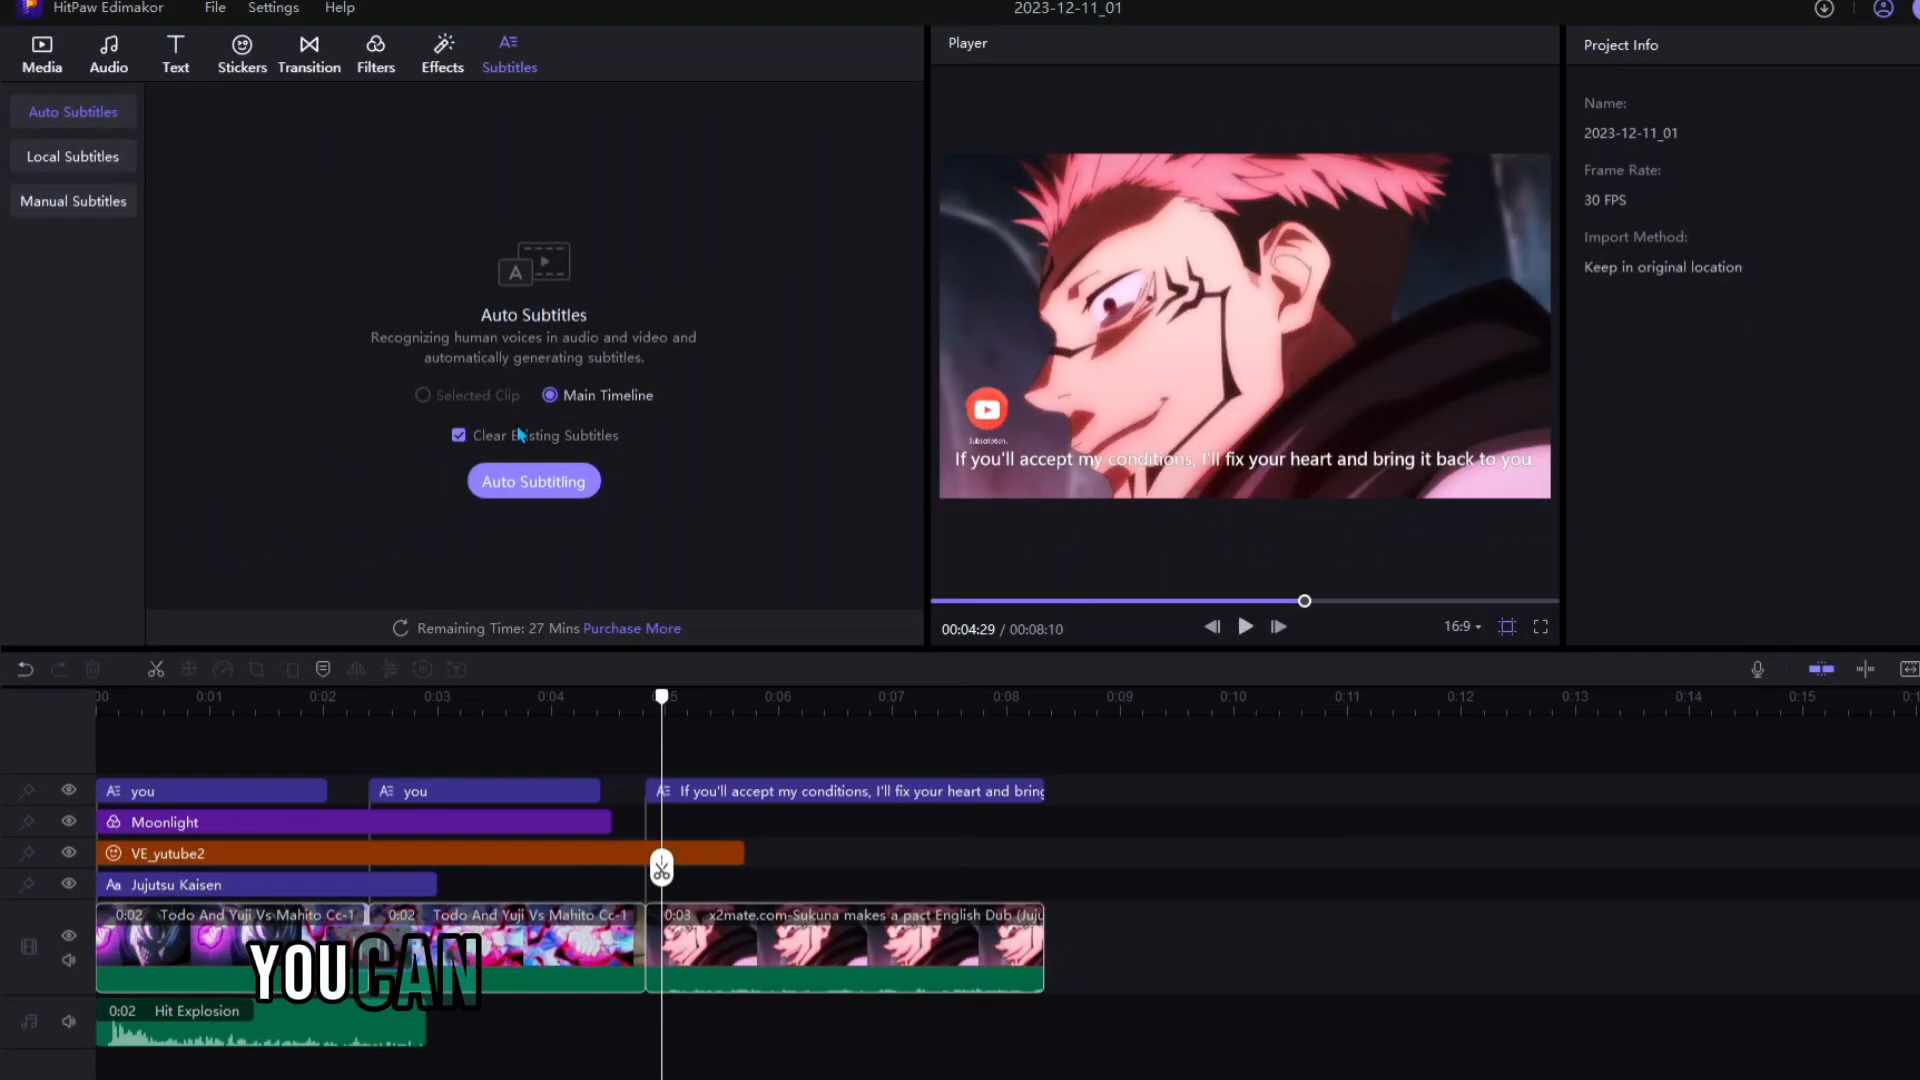 HitPaw Edimakor
File
Settings
Help
2023-12-11_01
Media
Audio
Text
Stickers
Transition
Filters
Effects
Subtitles
Auto Subtitles
Local Subtitles
Manual Subtitles
Auto Subtitles
Recognizing human voices in audio and video and
automatically generating subtitles.
Selected Clip
Main Timeline
Clear Existing Subtitles
Auto Subtitling
Remaining Time: 27 Mins Purchase More
Player
Subscription.
If you'll accept my conditions, I'll fix your heart and bring it back to you.
00:04:29 / 00:08:10
16:9
Project Info
Name:
2023-12-11_01
Frame Rate:
30 FPS
Import Method:
Keep in original location
0:01 0:02 0:03 0:04 0:06 0:07 0:08 0:09 0:10 0:11 0:12 0:13 0:14 0:15
you
you
If you'll accept my conditions, I'll fix your heart and bring
Moonlight
VE_yutube2
Aa Jujutsu Kaisen
0:02 Todo And Yuji Vs Mahito Cc-1
0:02 Todo And Yuji Vs Mahito Cc-1
0:03 x2mate.com-Sukuna makes a pact English Dub (Juju
YOU CAN
0:02 Hit Explosion